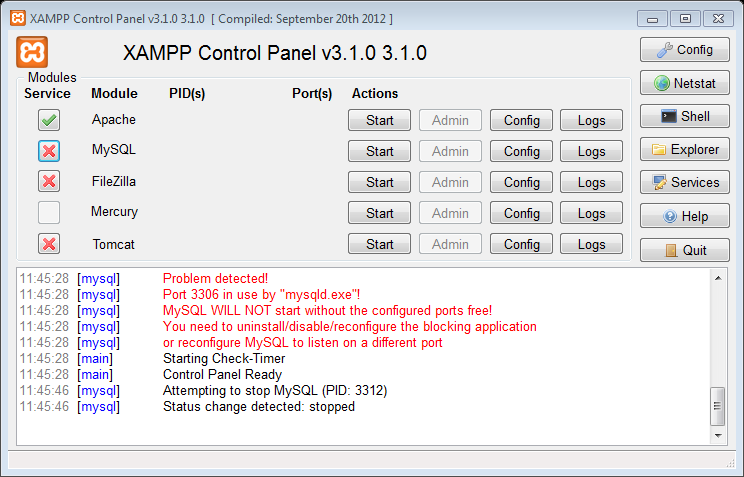 XAMPP Control Panel v3.1.0 3.1.0 [ Compiled: September 20th 2012 ]
XAMPP Control Panel v3.1.0 3.1.0
Config
Netstat
Shell
Explorer
Services
Help
Quit
Modules
Service Module PID(s) Port(s) Actions
Apache Start Admin Config Logs
MySQL Start Admin Config Logs
FileZilla Start Admin Config Logs
Mercury Start Admin Config Logs
Tomcat Start Admin Config Logs
11:45:28 [mysql] Problem detected!
11:45:28 [mysql] Port 3306 in use by "mysqld.exe"!
11:45:28 [mysql] MySQL WILL NOT start without the configured ports free!
11:45:28 [mysql] You need to uninstall/disable/reconfigure the blocking application
11:45:28 [mysql] or reconfigure MySQL to listen on a different port
11:45:28 [main] Starting Check-Timer
11:45:28 [main] Control Panel Ready
11:45:46 [mysql] Attempting to stop MySQL (PID: 3312)
11:45:46 [mysql] Status change detected: stopped